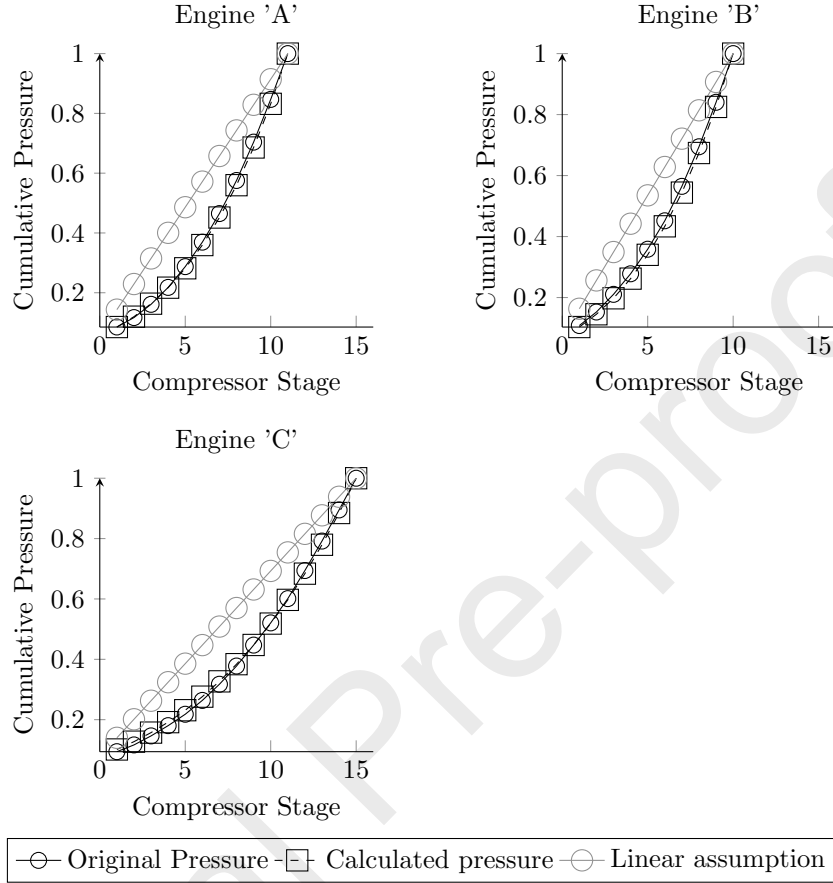 Engine 'A'
1
0.8
0.6
0.4
0.2
0 5 10 15
Cumulative Pressure
Compressor Stage
Engine 'B'
1
0.8
0.6
0.4
0.2
0 5 10 15
Cumulative Pressure
Compressor Stage
Engine 'C'
1
0.8
0.6
0.4
0.2
0 5 10 15
Cumulative Pressure
Compressor Stage
Original Pressure Calculated pressure Linear assumption
Pre-proof